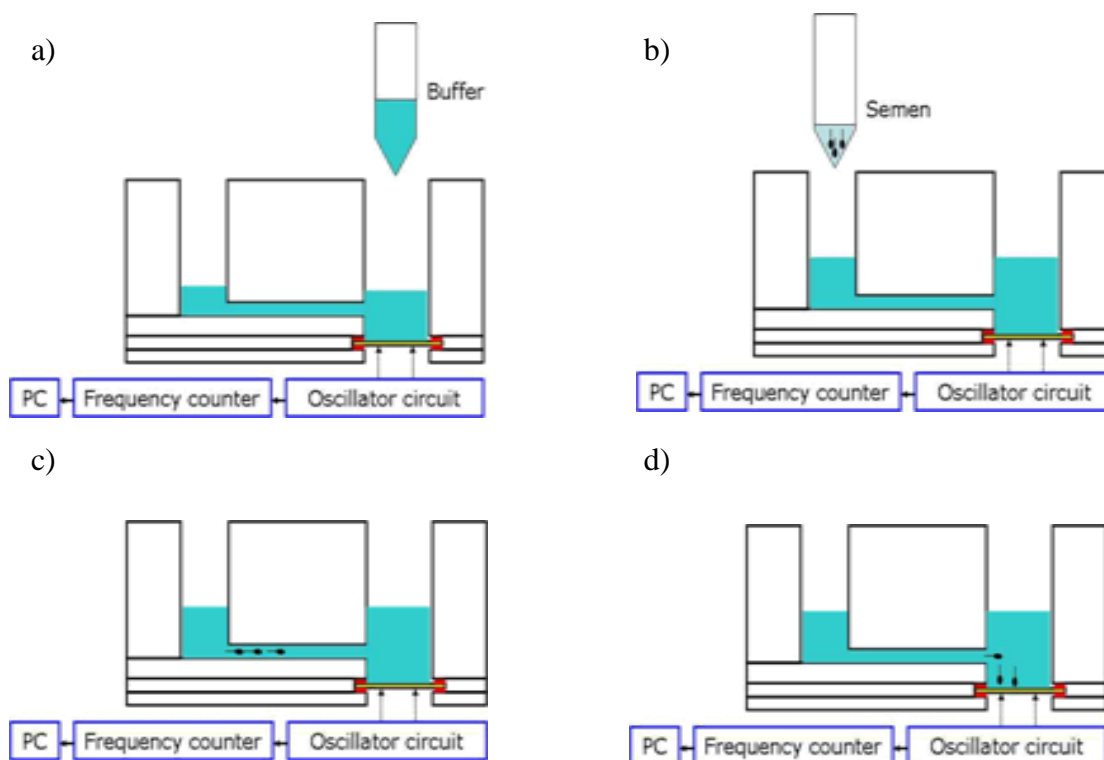 a)
Buffer
PC Frequency counter Oscillator circuit
b)
Semen
PC Frequency counter Oscillator circuit
c)
PC Frequency counter Oscillator circuit
d)
PC Frequency counter Oscillator circuit